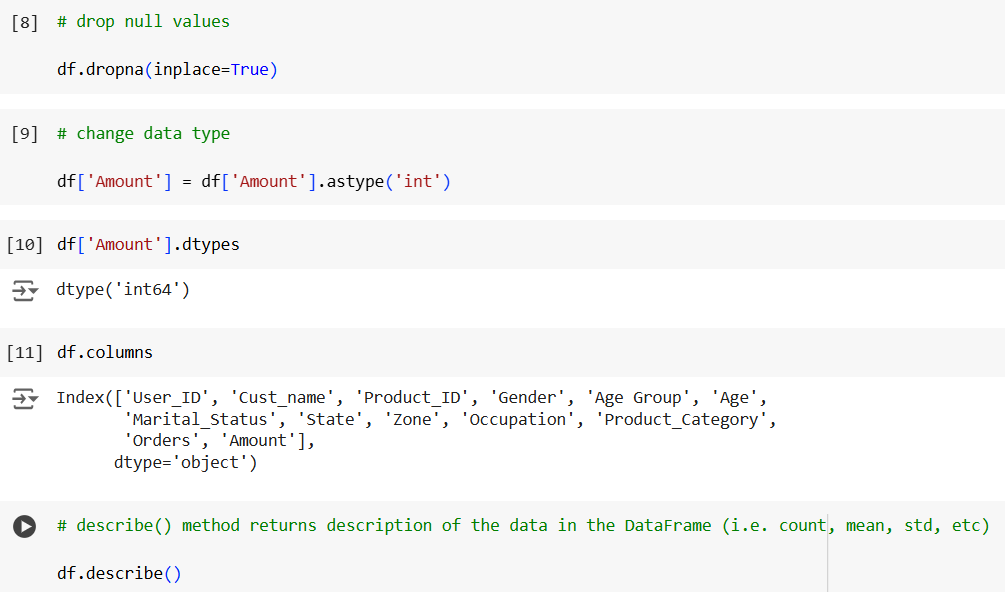 [8] # drop null values
df.dropna(inplace=True)
[9] # change data type
df['Amount'] = df['Amount'].astype('int')
[10] df['Amount'].dtypes
dtype('int64')
[11] df.columns
Index(['User_ID', 'Cust_name', 'Product_ID', 'Gender', 'Age Group', 'Age',
'Marital_Status', 'State', 'Zone', 'Occupation', 'Product_Category',
'Orders', 'Amount'],
dtype='object')
# describe() method returns description of the data in the DataFrame (i.e. count, mean, std, etc)
df.describe()